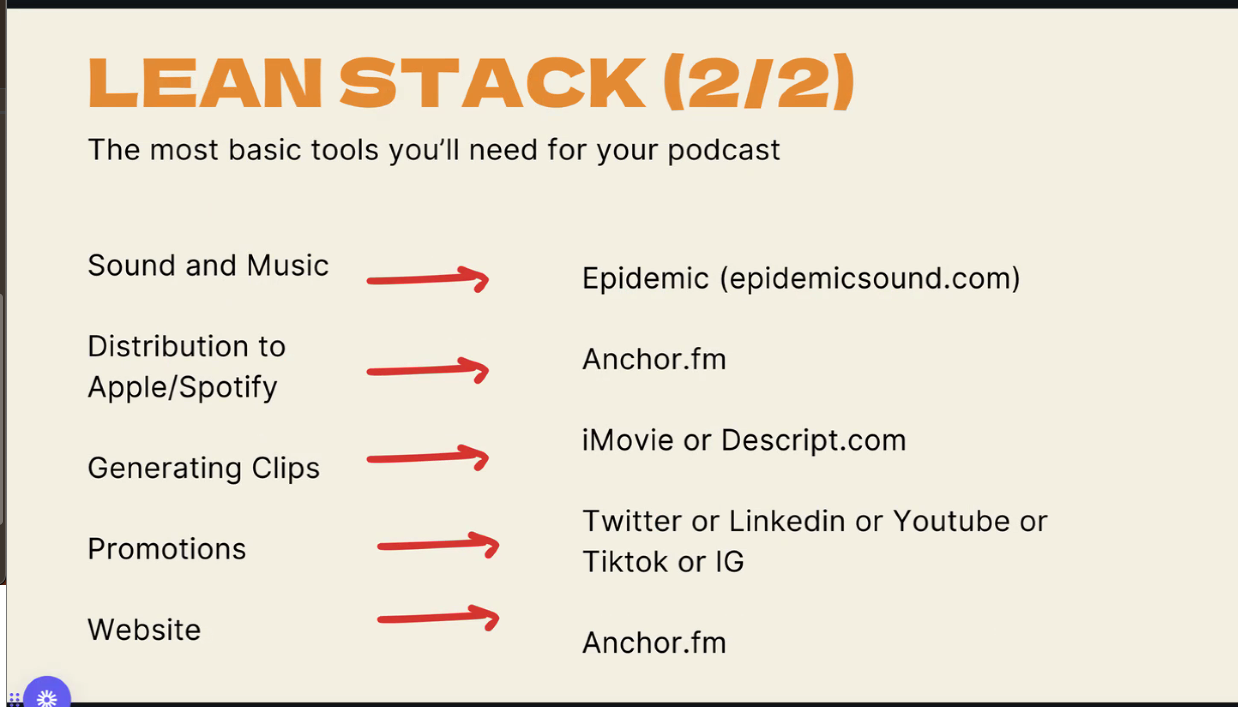 LEAN STACK (2/2)
The most basic tools you'll need for your podcast
Sound and Music
Epidemic (epidemicsound.com)
Distribution to
Apple/Spotify
Anchor.fm
Generating Clips
iMovie or Descript.com
Promotions
Twitter or Linkedin or Youtube or
Tiktok or IG
Website
Anchor.fm